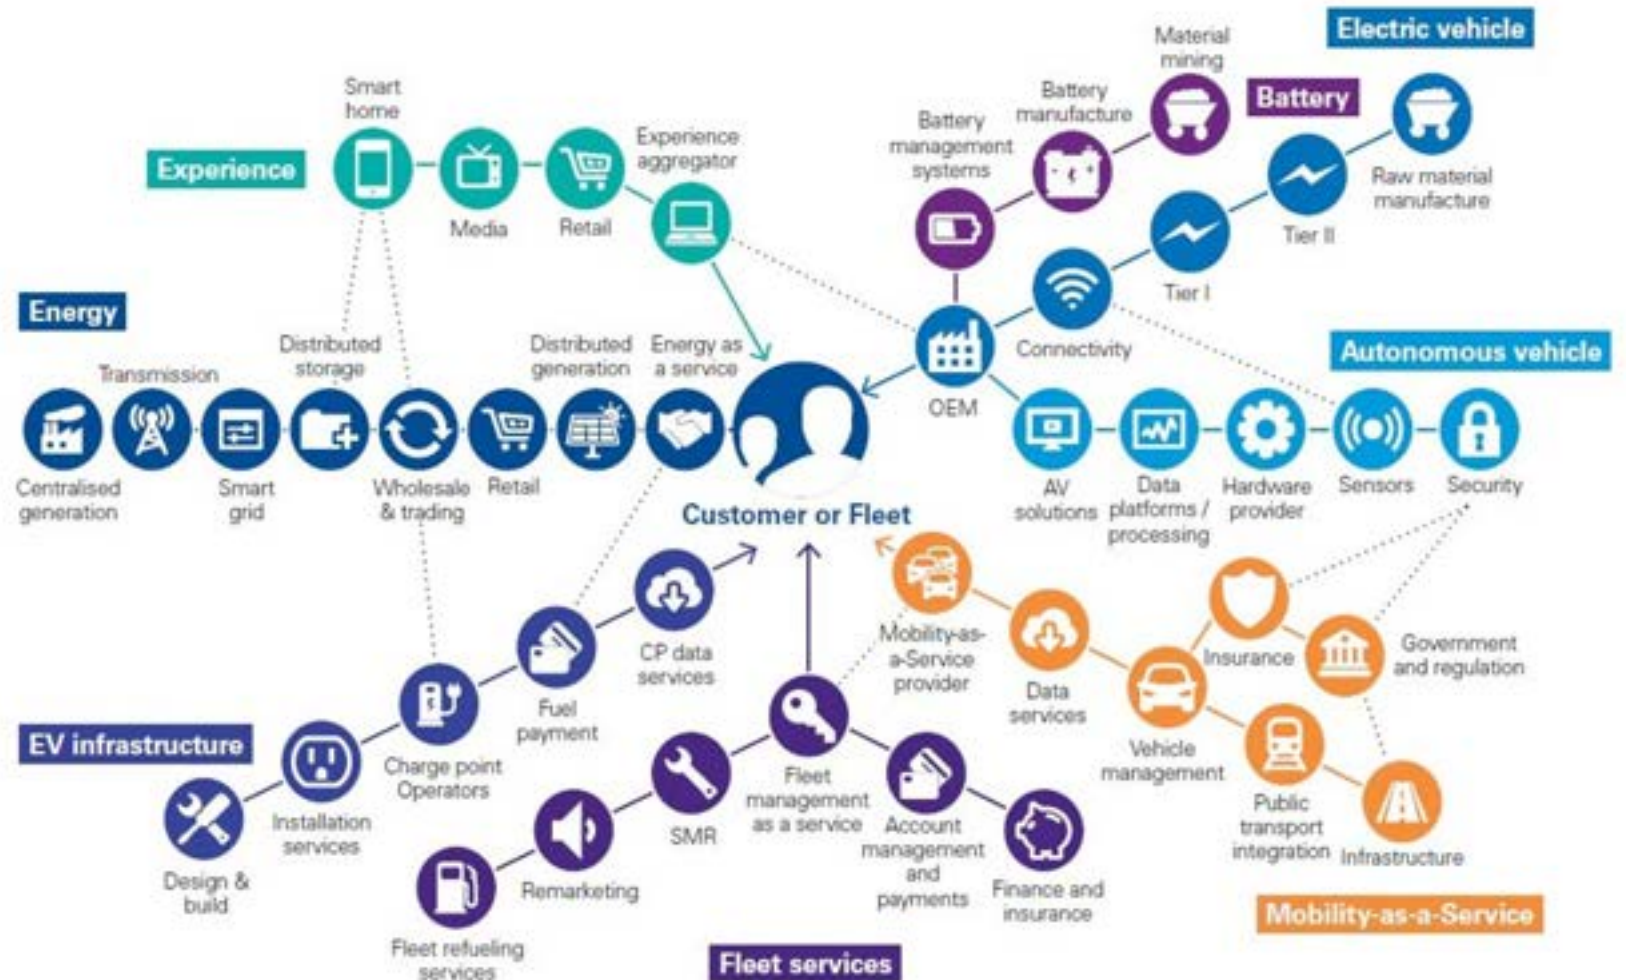 Electric vehicle
Material
mining
Battery
Battery
manufacture
Battery
management
systems
Raw material
manufacture
Tier II
Tier I
Connectivity
OEM
Smart
home
Experience
Media
Retail
Experience
aggregator
Energy
Transmission
Distributed
storage
Distributed
generation
Energy as
a service
Centralised
generation
Smart
grid
Wholesale
& trading
Retail
Customer or Fleet
Autonomous vehicle
AV
solutions
Data
platforms /
processing
Hardware
provider
Sensors
Security
EV infrastructure
Design &
build
Installation
services
Charge point
Operators
Fuel
payment
CP data
services
Fleet
management
as a service
SMR
Remarketing
Fleet refueling
services
Account
management
and
payments
Finance and
insurance
Fleet services
Mobility-as-
a-Service
provider
Data
services
Vehicle
management
Insurance
Government
and regulation
Public
transport
integration
Infrastructure
Mobility-as-a-Service